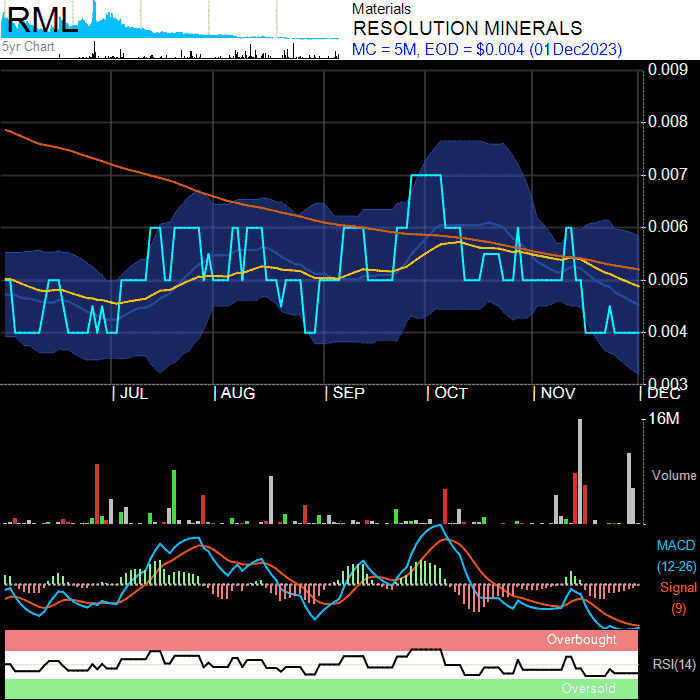 RML
5yr Chart
Materials
RESOLUTION MINERALS
MC = 5M, EOD = $0.004 (01Dec2023)
0.009
0.008
0.007
0.006
0.005
0.004
0.003
JUL AUG SEP OCT NOV DEC
16M
Volume
MACD
(12-26)
Signal
(9)
Overbought
RSI(14)
Oversold